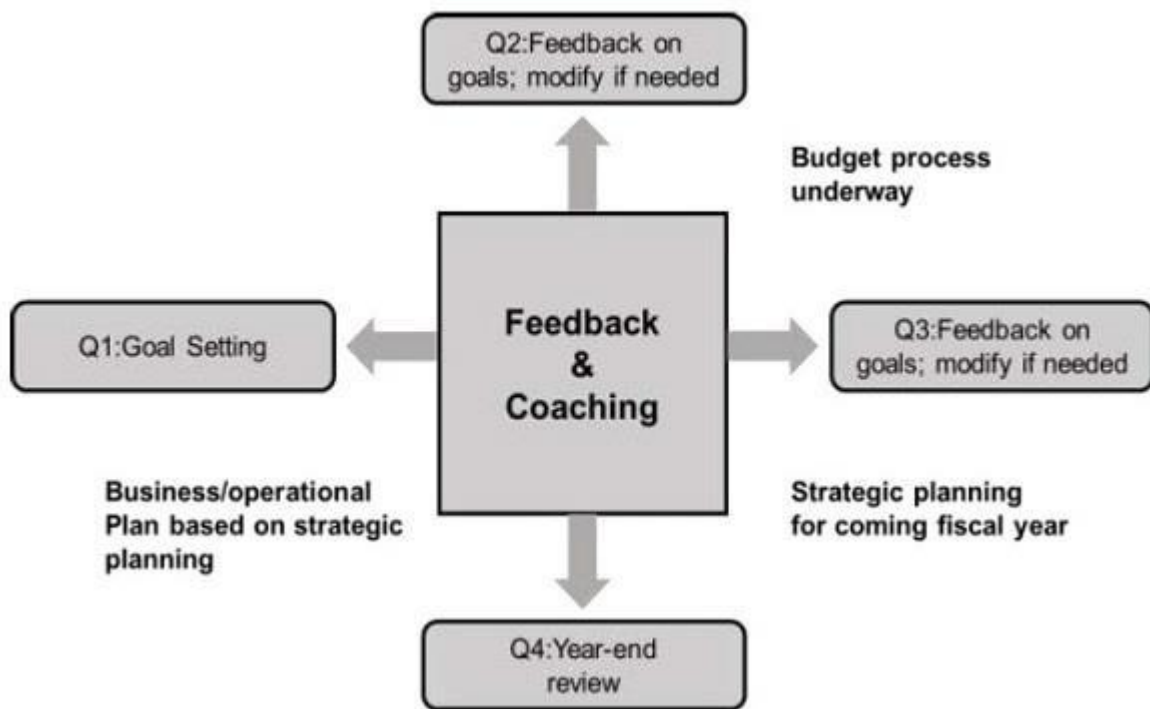 Q2:Feedback on
goals; modify if needed
Budget process
underway
Feedback
&
Coaching
Q1:Goal Setting
Q3:Feedback on
goals; modify if needed
Business/operational
Plan based on strategic
planning
Strategic planning
for coming fiscal year
Q4:Year-end
review